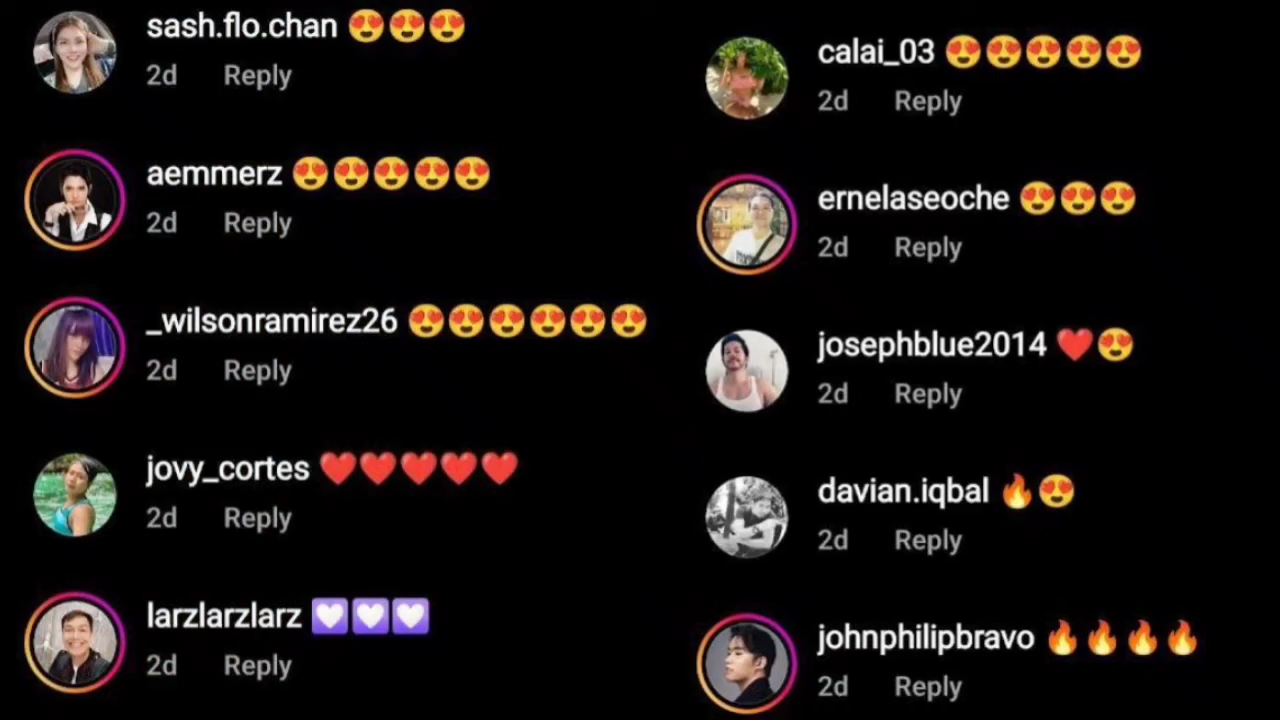 sash.flo.chan 😍😍😍
2d Reply
aemmerz 😍😍😍😍😍
2d Reply
_wilsonramirez26 😍😍😍😍😍😍
2d Reply
jovy_cortes ❤️❤️❤️❤️❤️
2d Reply
larzlarzlarz 💟💟💟
2d Reply
calai_03 😍😍😍😍😍
2d Reply
ernelaseoche 😍😍😍
2d Reply
josephblue2014 ❤️😍
2d Reply
davian.iqbal 🔥😍
2d Reply
johnphilipbravo 🔥🔥🔥🔥
2d Reply